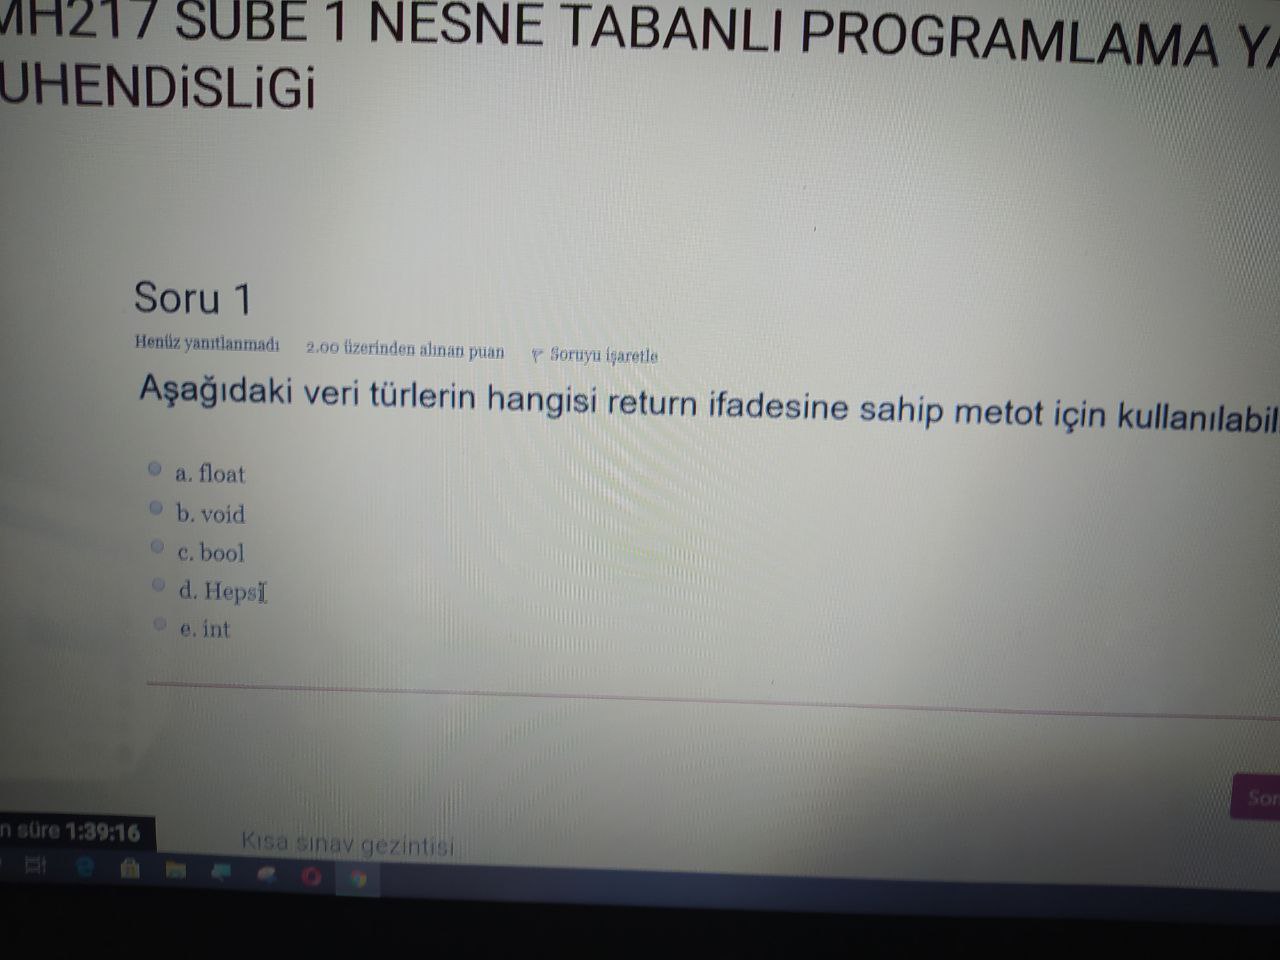 MH217 SUBE 1 NESNE TABANLI PROGRAMLAMA YA
UHENDiSLiGi
Soru 1
Henüz yanıtlanmadı 2.00 üzerinden alınan puan Soruyu işaretle
Aşağıdaki veri türlerin hangisi return ifadesine sahip metot için kullanılabil
a. float
b. void
c. bool
d. Hepsi
e. int
Son
n süre 1:39:16
Kısa sınav gezintisi